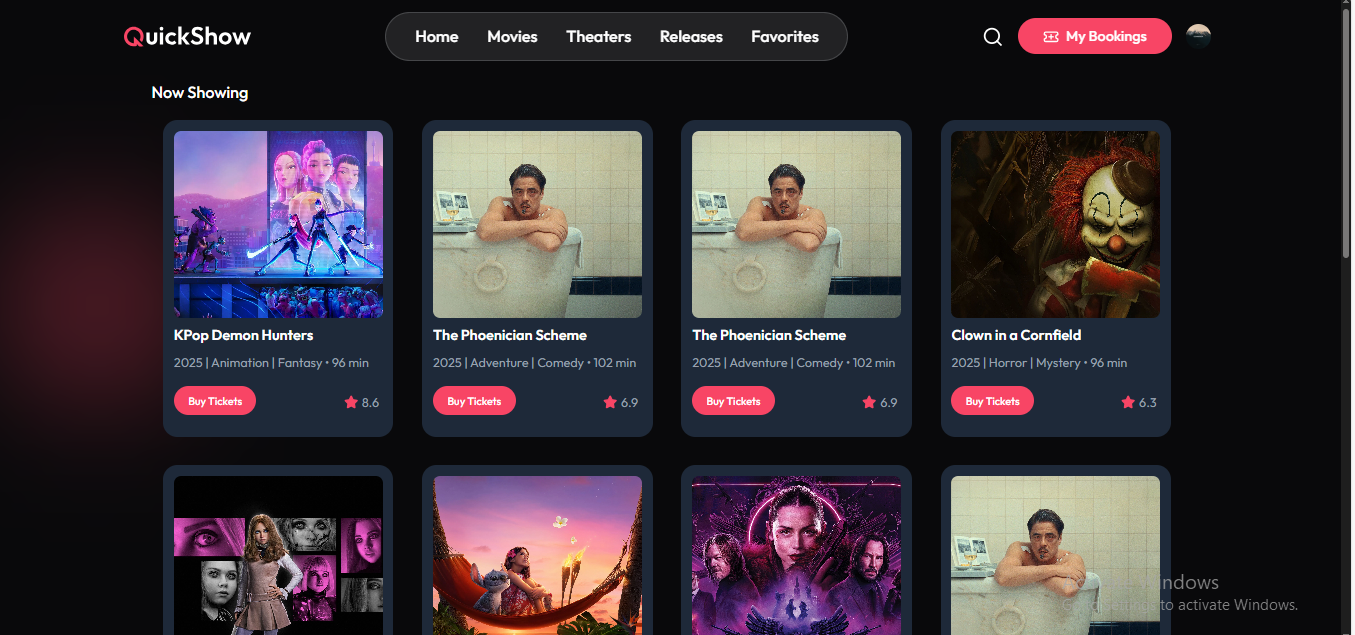 QuickShow
Home Movies Theaters Releases Favorites
My Bookings
Now Showing
KPop Demon Hunters
2025 | Animation | Fantasy • 96 min
Buy Tickets
8.6
The Phoenician Scheme
2025 | Adventure | Comedy • 102 min
Buy Tickets
6.9
The Phoenician Scheme
2025 | Adventure | Comedy • 102 min
Buy Tickets
6.9
Clown in a Cornfield
2025 | Horror | Mystery • 96 min
Buy Tickets
6.3
to activate Windows.